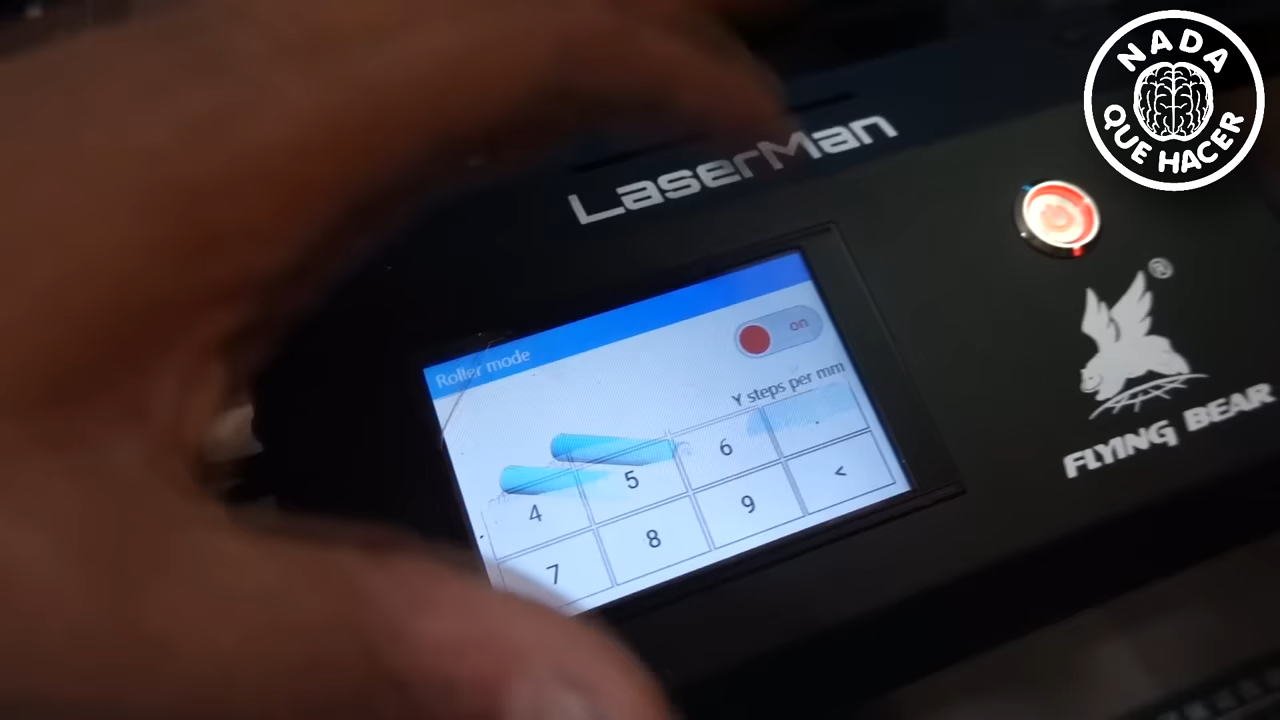 NADA
QUE HACER
LaserMan
Roller mode
on
Y steps per mm
4 5 6 .
7 8 9 <
®
FLYING BEAR